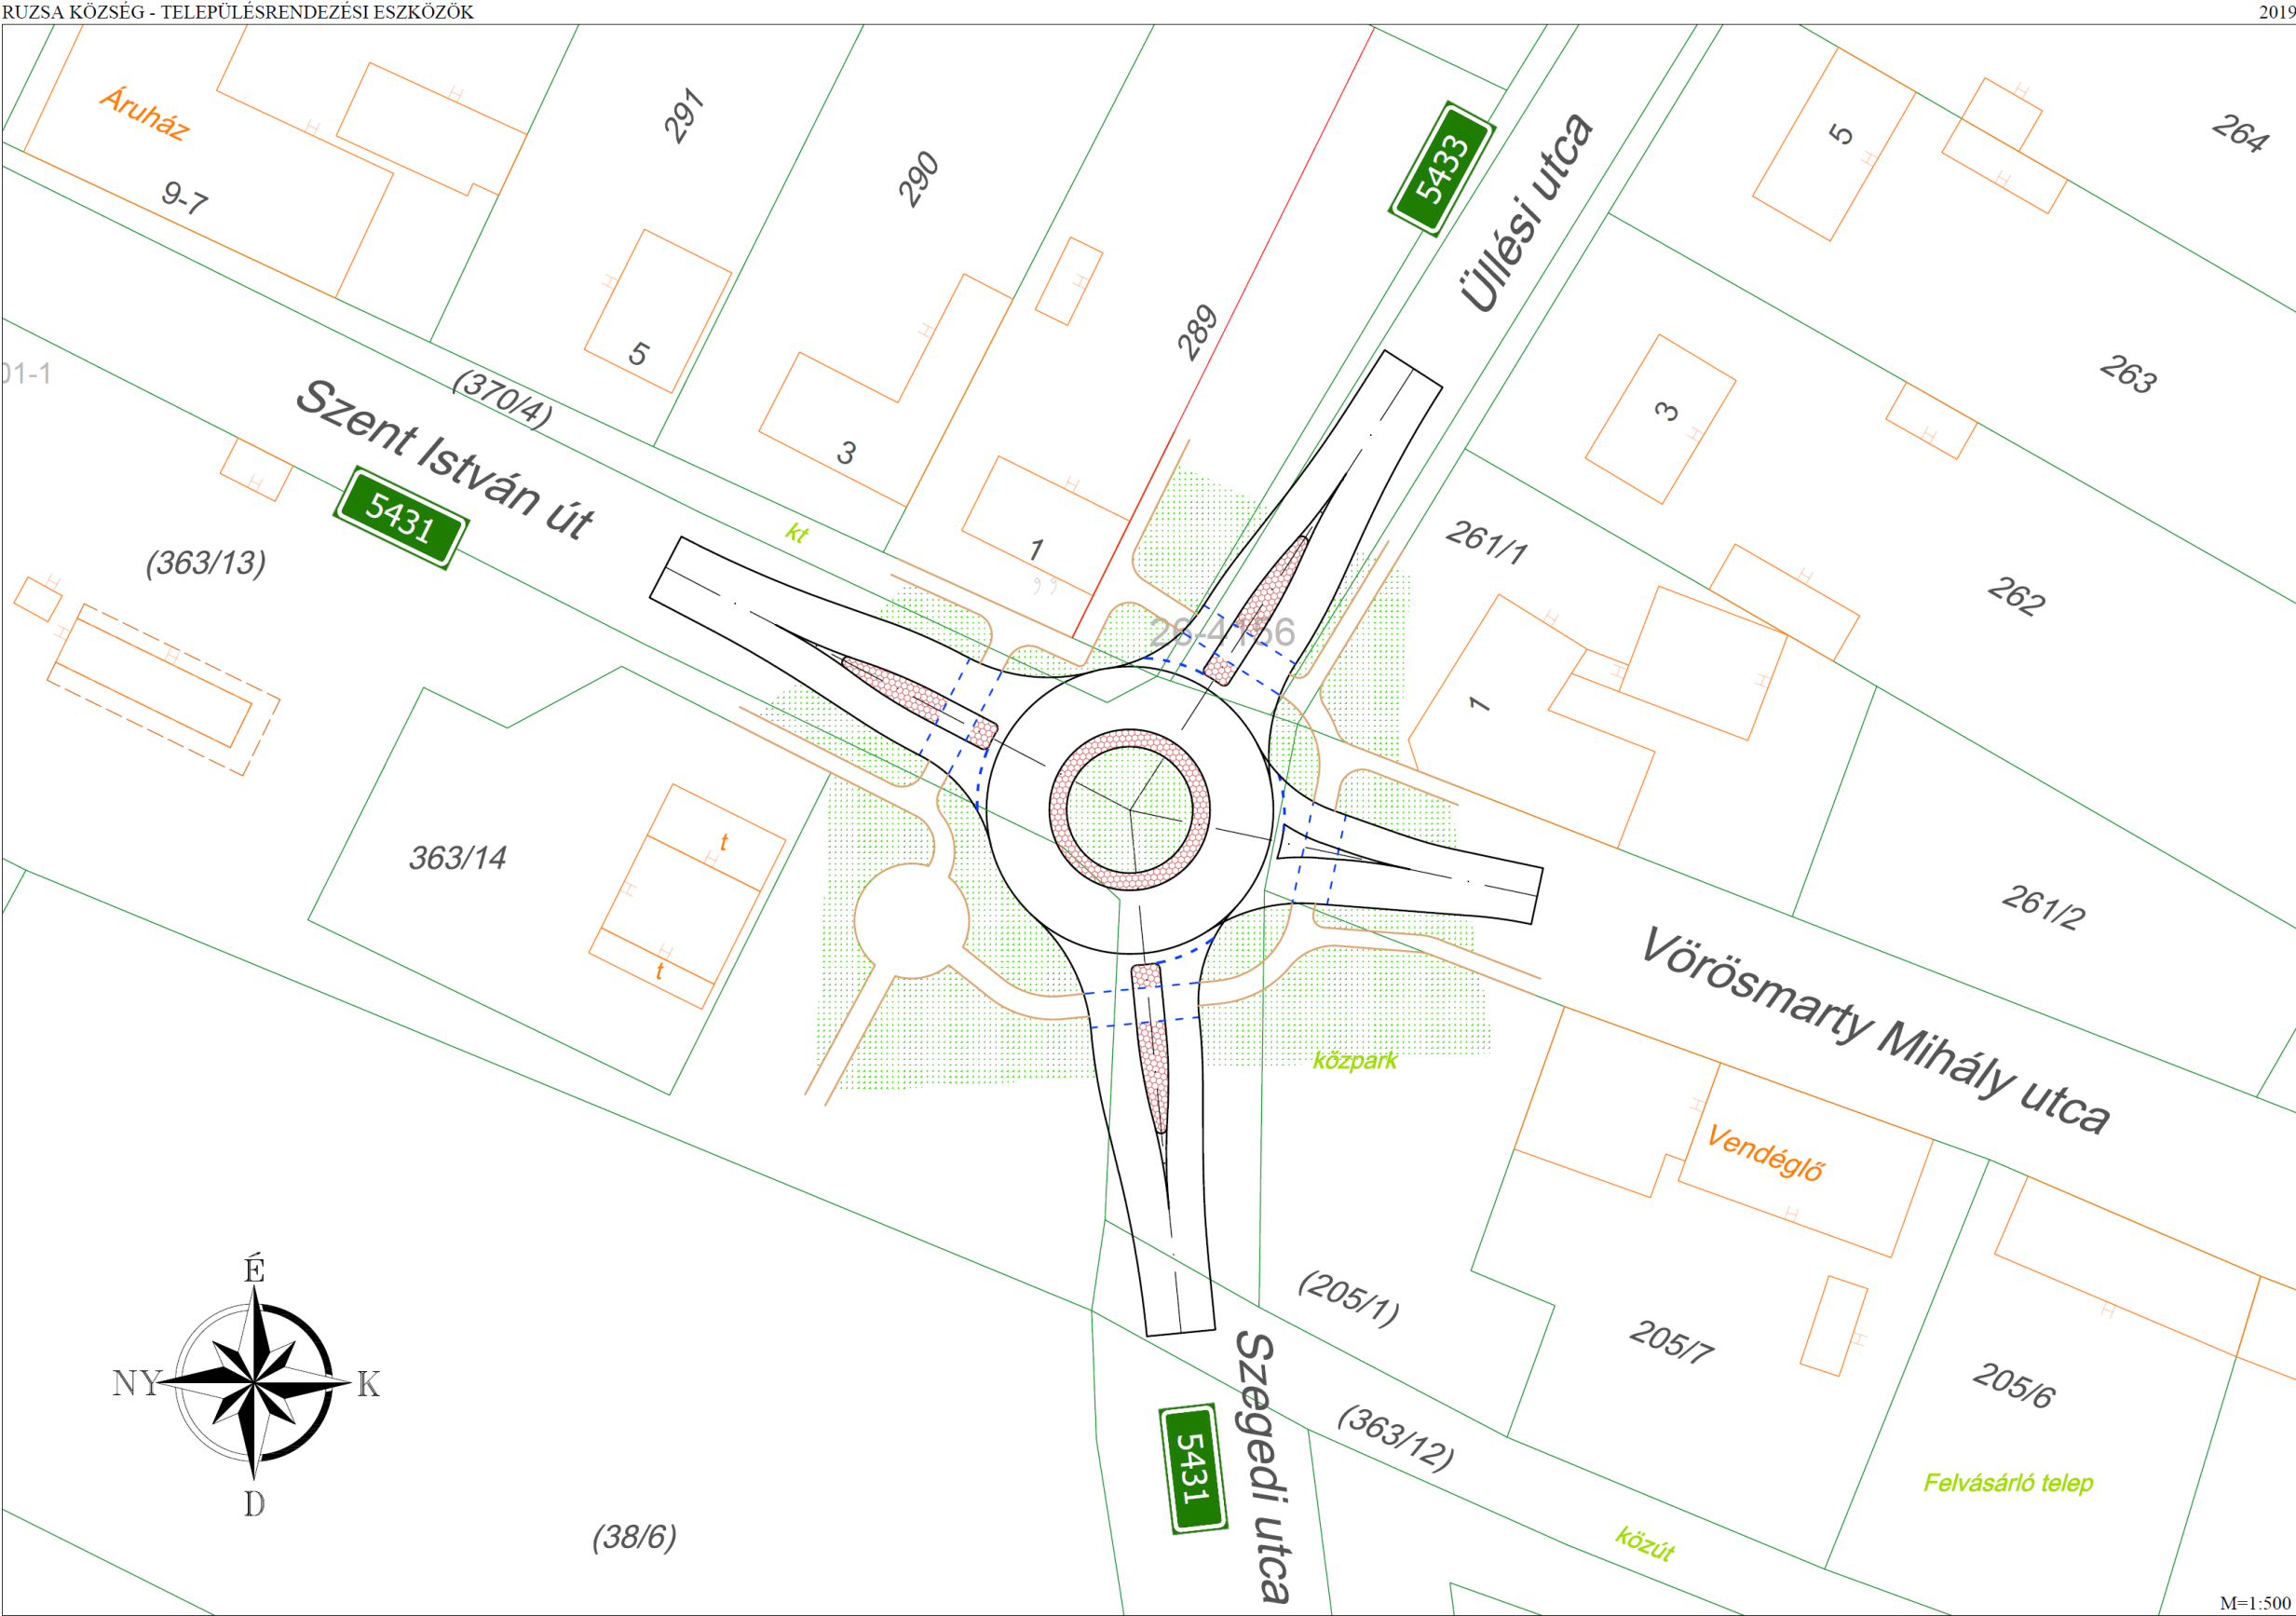 RUZSA KÖZSÉG - TELEPÜLÉSRENDEZÉSI ESZKÖZÖK
2019
Áruház
9-7
291
290
289
5433
Üllési utca
5
264
5
3
263
(370/4)
Szent István út
5431
3
1
kt
(363/13)
261/1
262
26-4156
1
363/14
t
t
261/2
Vörösmarty Mihály utca
közpark
Vendéglő
(205/1)
205/7
205/6
(363/12)
Szegedi utca
5431
Felvásárló telep
közút
(38/6)
É
NY
K
D
M=1:500